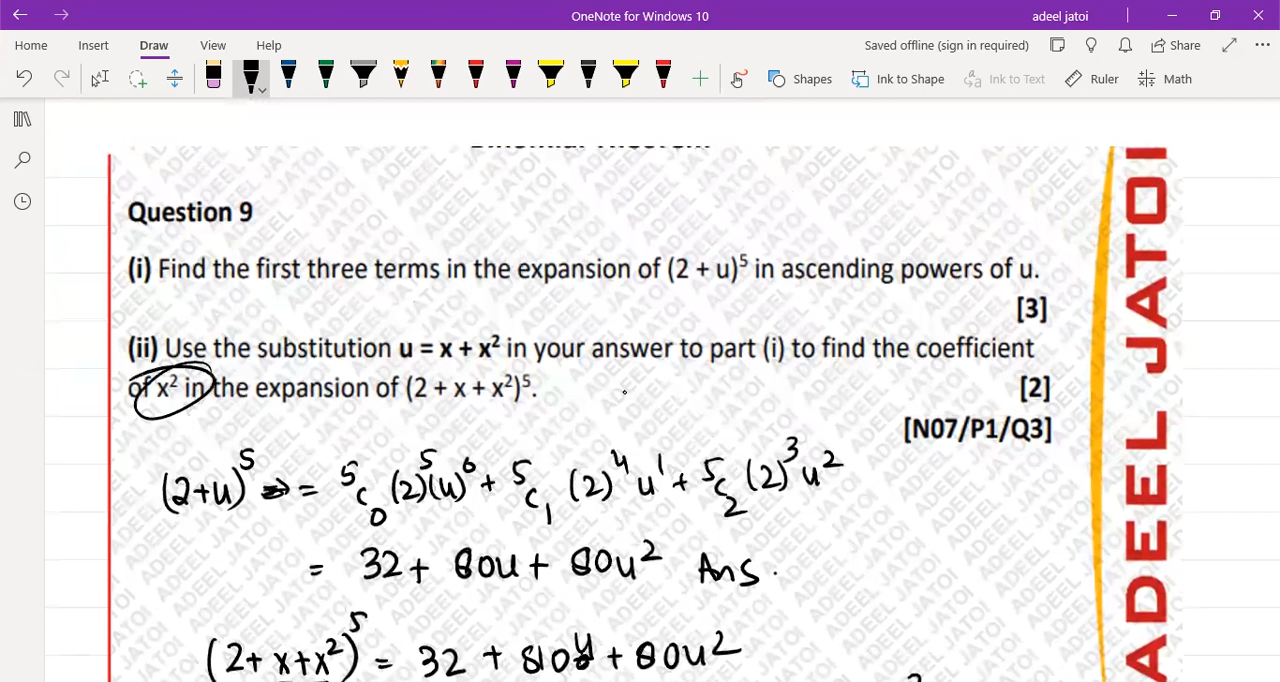 OneNote for Windows 10
adeel jatoi
Home Insert Draw View Help
Saved offline (sign in required)
Share
Shapes
Ink to Shape
Ink to Text
Ruler
Math
Binomial Theorem
Question 9
(i) Find the first three terms in the expansion of (2 + u)⁵ in ascending powers of u.
[3]
(ii) Use the substitution u = x + x² in your answer to part (i) to find the coefficient
of x² in the expansion of (2 + x + x²)⁵.
[2]
[N07/P1/Q3]
(2+u)⁵ = ⁵C₀ (2)⁵(u)⁰ + ⁵C₁ (2)⁴ u¹ + ⁵C₂ (2)³ u²
= 32 + 80u + 80u² Ans.
(2+x+x²)⁵ = 32 + 80u + 80u²
ADEEL JATOI